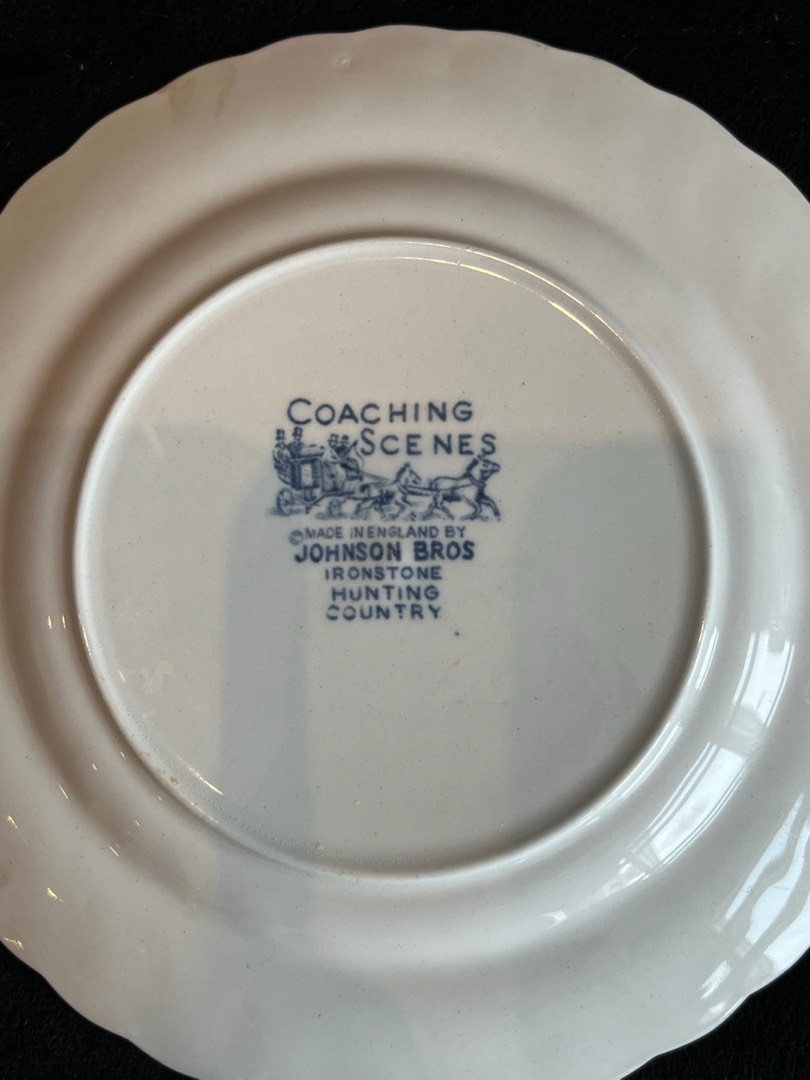 COACHING
SCENES
©MADE IN ENGLAND BY
JOHNSON BROS
IRONSTONE
HUNTING
COUNTRY